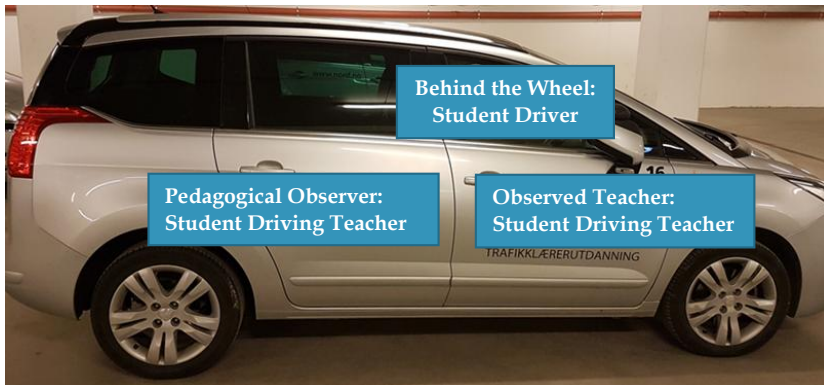 Behind the Wheel:
Student Driver
16
Pedagogical Observer:
Student Driving Teacher
Observed Teacher:
Student Driving Teacher
TRAFIKKLÆRERUTDANNING